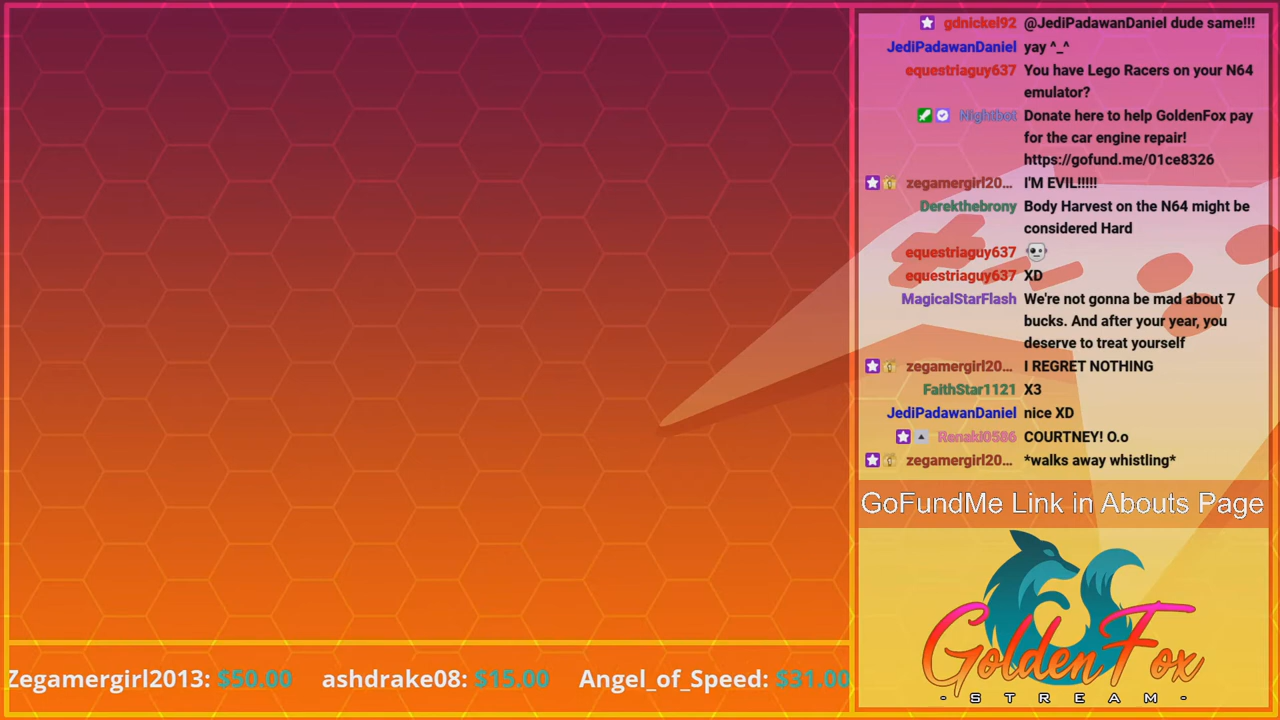 gdnickel92 @JediPadawanDaniel dude same!!!
JediPadawanDaniel yay ^_^
equestriaguy637 You have Lego Racers on your N64
emulator?
Nightbot Donate here to help GoldenFox pay
for the car engine repair!
https://gofund.me/01ce8326
zegamergirl20... I'M EVIL!!!!!
Derekthebrony Body Harvest on the N64 might be
considered Hard
equestriaguy637
equestriaguy637 XD
MagicalStarFlash We're not gonna be mad about 7
bucks. And after your year, you
deserve to treat yourself
zegamergirl20... I REGRET NOTHING
FaithStar1121 X3
JediPadawanDaniel nice XD
Renaki0586 COURTNEY! O.o
zegamergirl20... *walks away whistling*
GoFundMe Link in Abouts Page
GoldenFox
- STREAM -
Zegamergirl2013: $50.00 ashdrake08: $15.00 Angel_of_Speed: $31.00